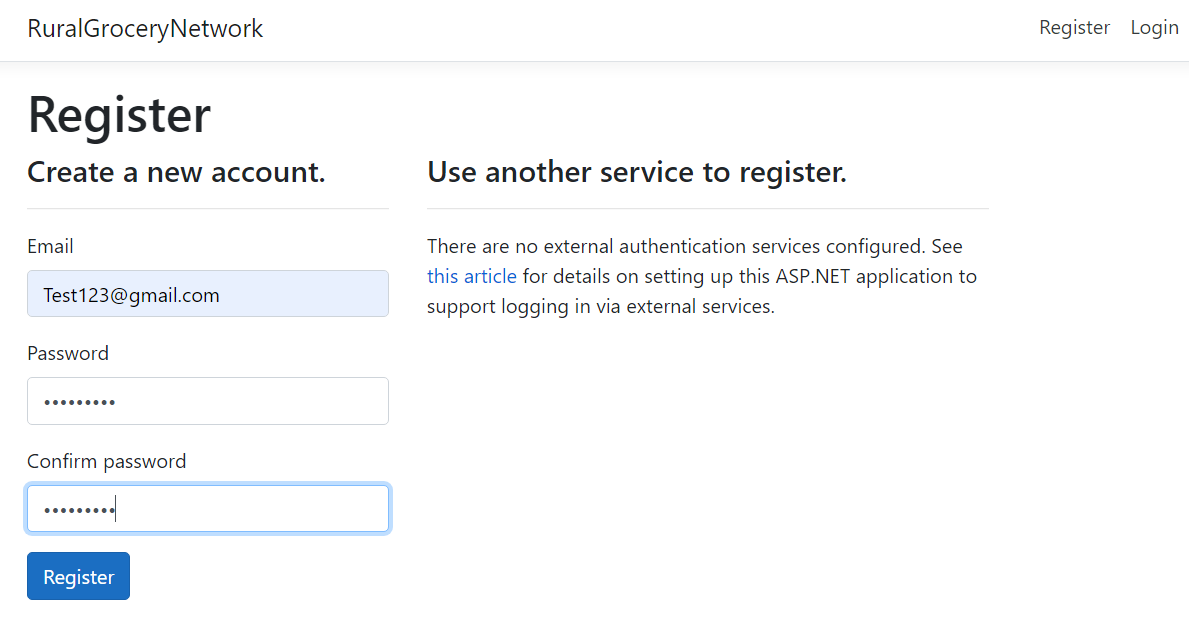 RuralGroceryNetwork
Register Login
Register
Create a new account.
Email
Test123@gmail.com
Password
•••••••••
Confirm password
•••••••••
Register
Use another service to register.
There are no external authentication services configured. See
this article for details on setting up this ASP.NET application to
support logging in via external services.